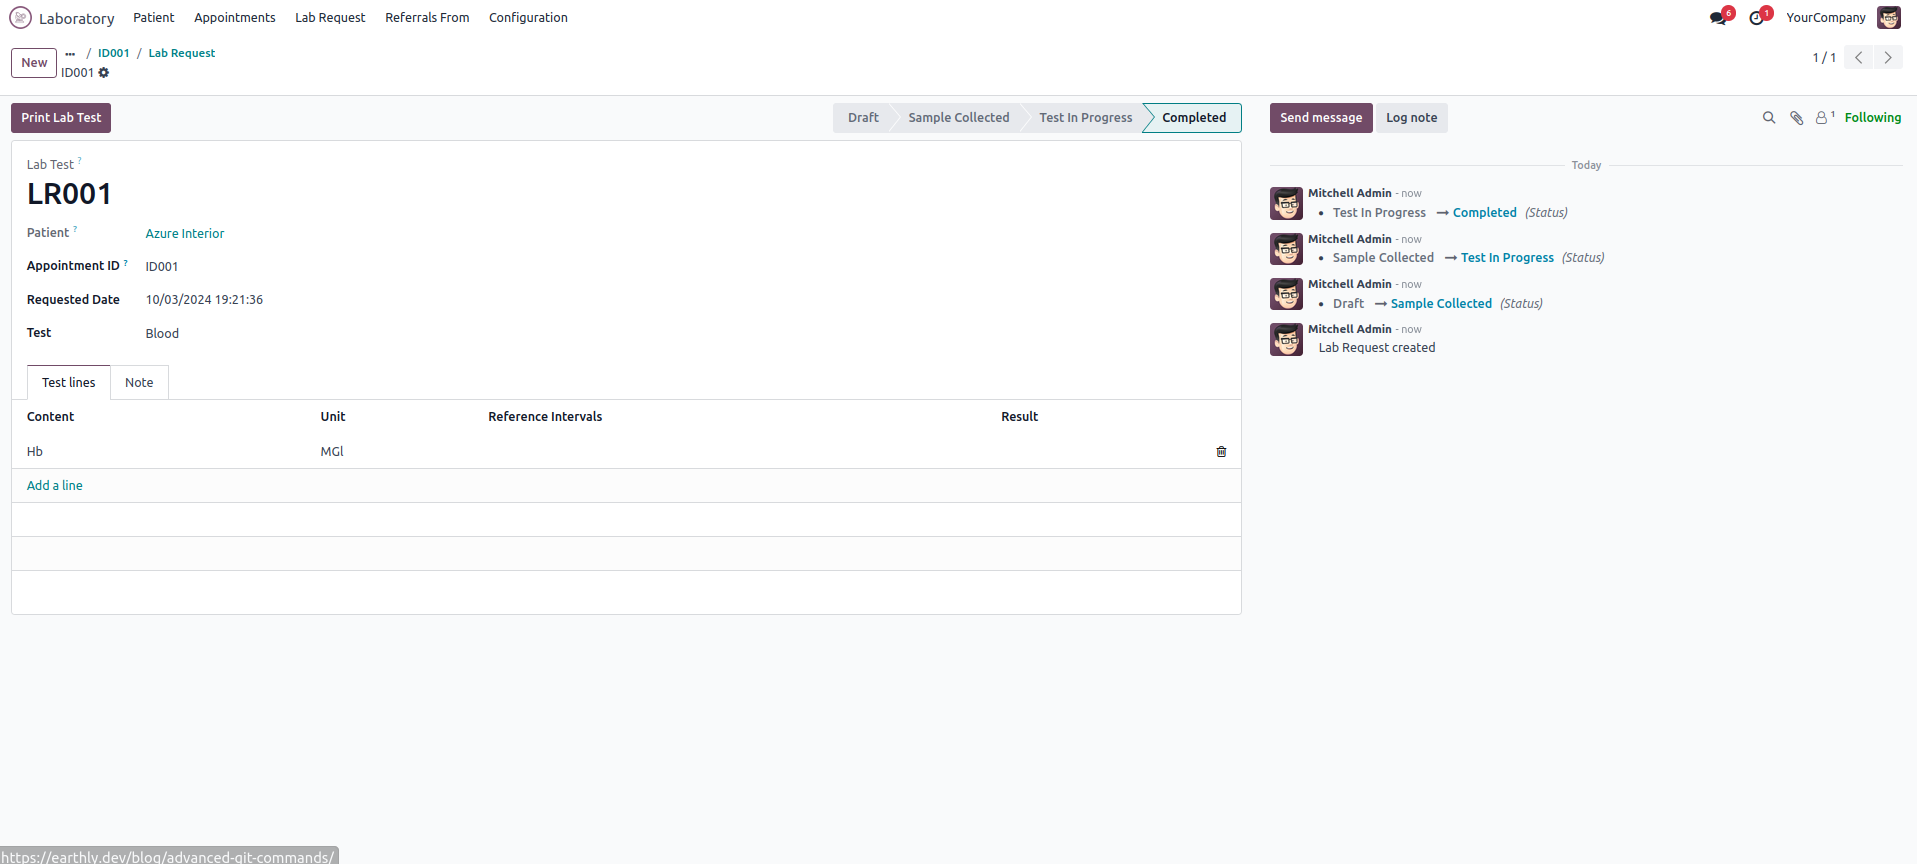 Laboratory Patient Appointments Lab Request Referrals From Configuration 6 1 YourCompany
New ... / ID001 / Lab Request
ID001
1 / 1
Print Lab Test Draft Sample Collected Test In Progress Completed
Lab Test ?
LR001
Patient ? Azure Interior
Appointment ID ? ID001
Requested Date 10/03/2024 19:21:36
Test Blood
Test lines Note
Content Unit Reference Intervals Result
Hb MGl
Add a line
Send message Log note 1 Following
Today
Mitchell Admin - now
• Test In Progress → Completed (Status)
Mitchell Admin - now
• Sample Collected → Test In Progress (Status)
Mitchell Admin - now
• Draft → Sample Collected (Status)
Mitchell Admin - now
Lab Request created
https://earthly.dev/blog/advanced-git-commands/